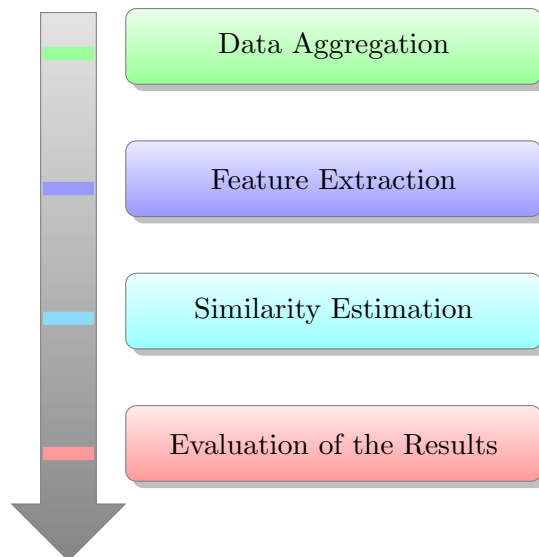 Data Aggregation
Feature Extraction
Similarity Estimation
Evaluation of the Results